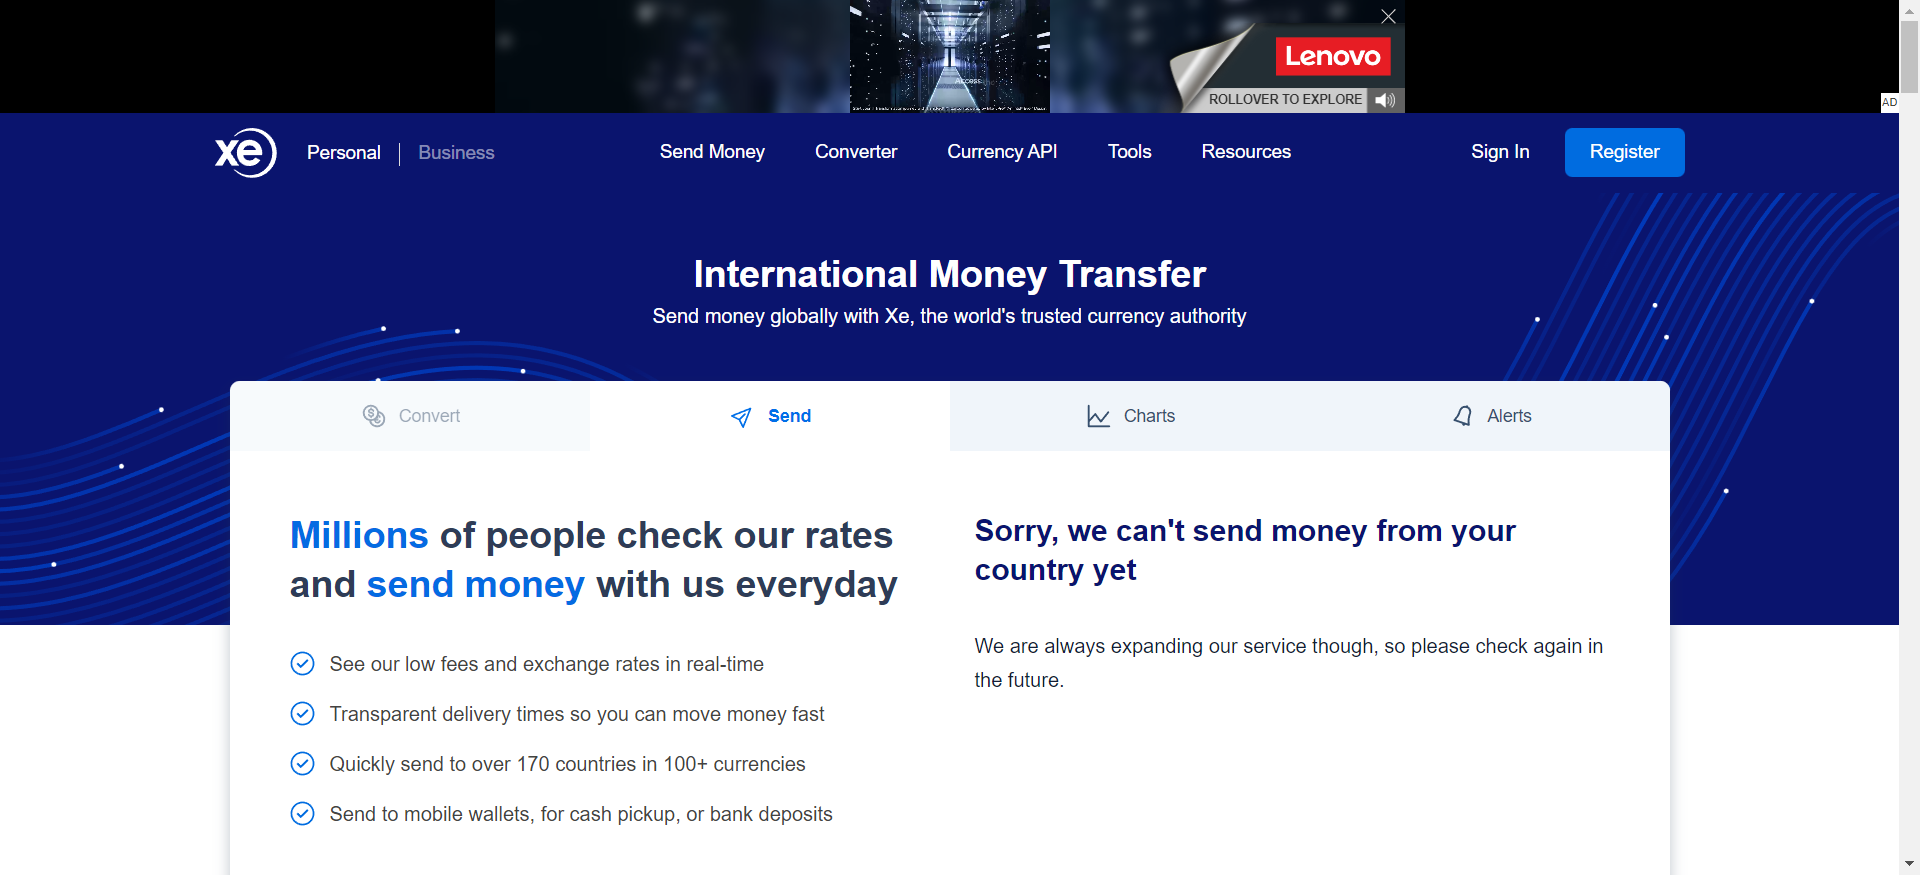 Access
Lenovo
ROLLOVER TO EXPLORE
AD
xe
Personal
Business
Send Money
Converter
Currency API
Tools
Resources
Sign In
Register
International Money Transfer
Send money globally with Xe, the world's trusted currency authority
Convert
Send
Charts
Alerts
Millions of people check our rates
and send money with us everyday
See our low fees and exchange rates in real-time
Transparent delivery times so you can move money fast
Quickly send to over 170 countries in 100+ currencies
Send to mobile wallets, for cash pickup, or bank deposits
Sorry, we can't send money from your
country yet
We are always expanding our service though, so please check again in
the future.